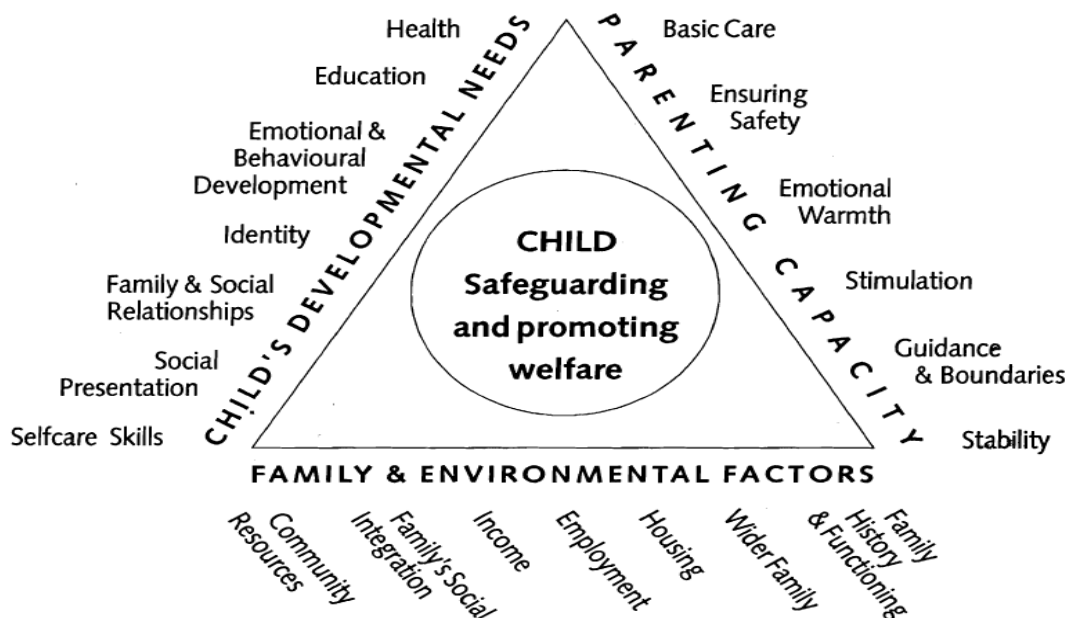 Health
Education
Emotional &
Behavioural
Development
Identity
Family & Social
Relationships
Social
Presentation
Selfcare Skills
CHILD'S DEVELOPMENTAL NEEDS
PARENTING CAPACITY
Basic Care
Ensuring
Safety
Emotional
Warmth
Stimulation
Guidance
& Boundaries
Stability
CHILD
Safeguarding
and promoting
welfare
FAMILY & ENVIRONMENTAL FACTORS
Community
Resources
Family's Social
Integration
Income
Employment
Housing
Wider Family
Family
History
& Functioning